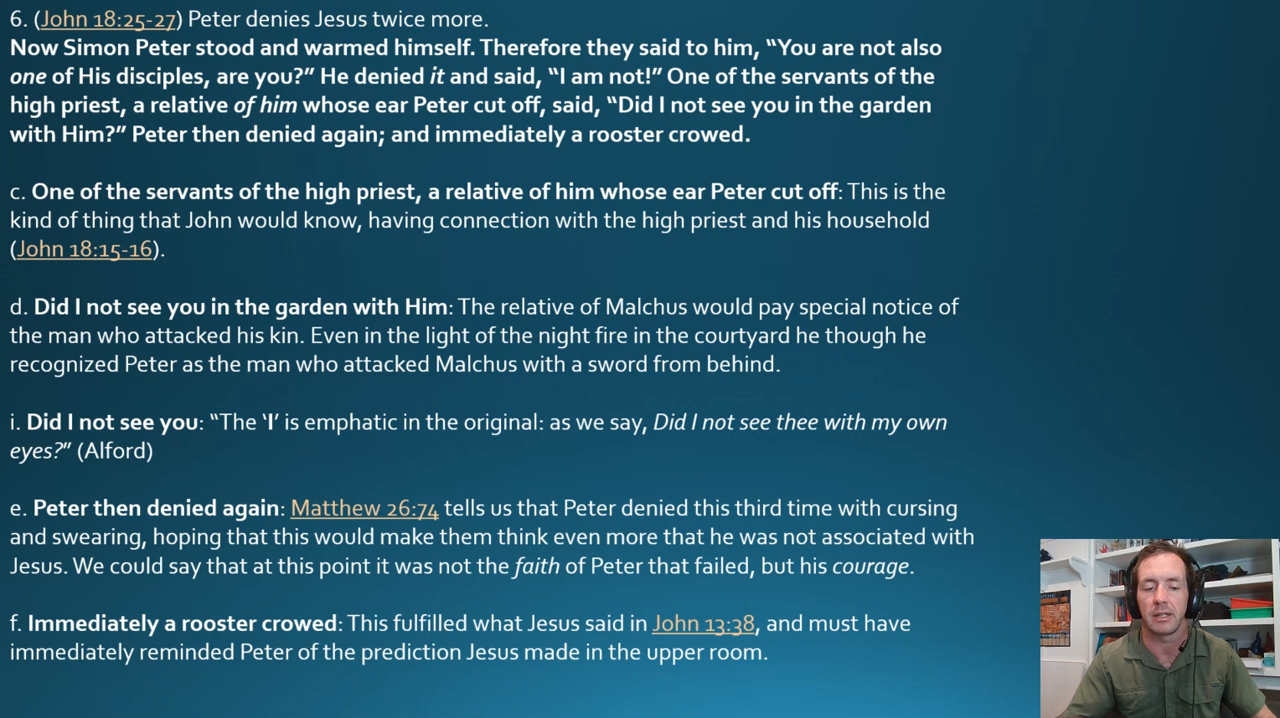 6. (John 18:25-27) Peter denies Jesus twice more.
Now Simon Peter stood and warmed himself. Therefore they said to him, “You are not also
one of His disciples, are you?” He denied it and said, “I am not!” One of the servants of the
high priest, a relative of him whose ear Peter cut off, said, “Did I not see you in the garden
with Him?” Peter then denied again; and immediately a rooster crowed.
c. One of the servants of the high priest, a relative of him whose ear Peter cut off: This is the
kind of thing that John would know, having connection with the high priest and his household
(John 18:15-16).
d. Did I not see you in the garden with Him: The relative of Malchus would pay special notice of
the man who attacked his kin. Even in the light of the night fire in the courtyard he though he
recognized Peter as the man who attacked Malchus with a sword from behind.
i. Did I not see you: “The ‘I’ is emphatic in the original: as we say, Did I not see thee with my own
eyes?” (Alford)
e. Peter then denied again: Matthew 26:74 tells us that Peter denied this third time with cursing
and swearing, hoping that this would make them think even more that he was not associated with
Jesus. We could say that at this point it was not the faith of Peter that failed, but his courage.
f. Immediately a rooster crowed: This fulfilled what Jesus said in John 13:38, and must have
immediately reminded Peter of the prediction Jesus made in the upper room.